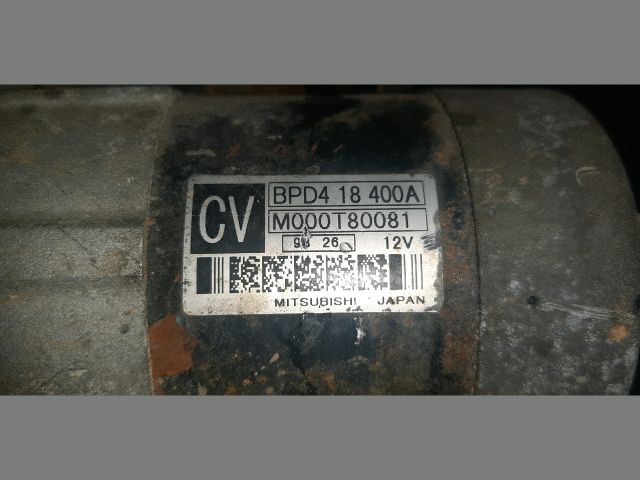 CV
BPD4 18 400A
M000T80081
26 12V
MITSUBISHI JAPAN